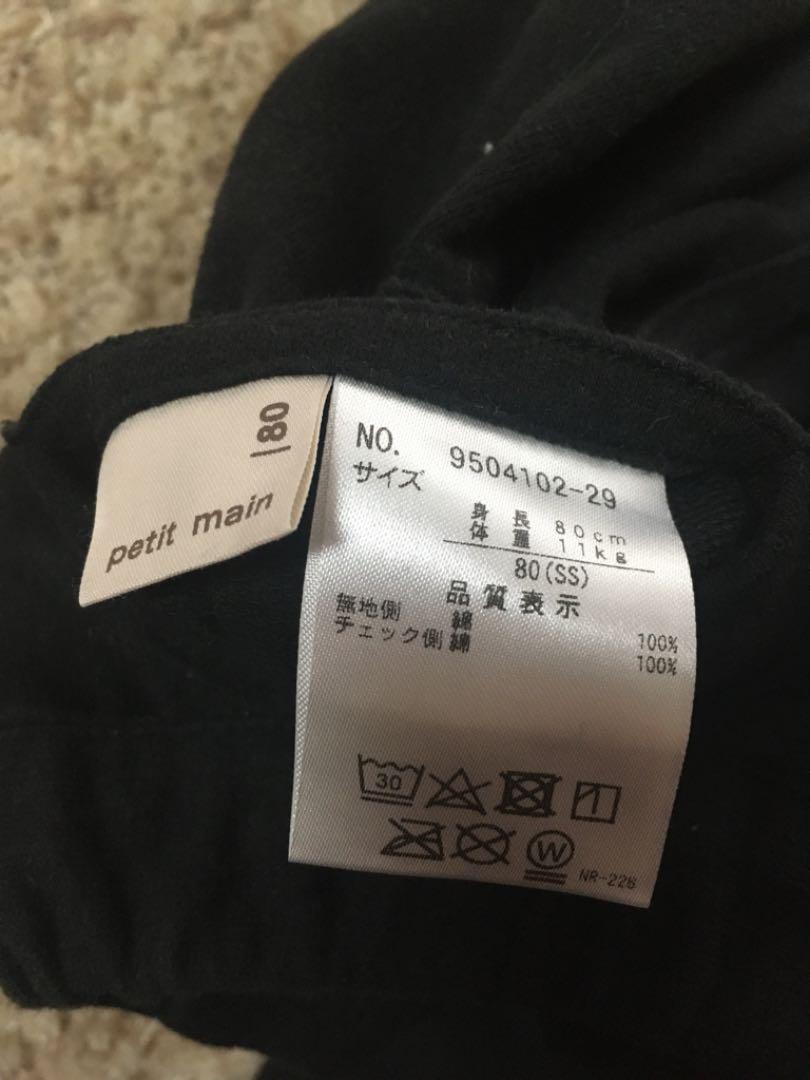 80
petit main
NO. 9504102-29
サイズ
身長 80cm
体重 11kg
80(SS)
品質表示
無地側 綿 100%
チェック側 綿 100%
30
W
NR-226